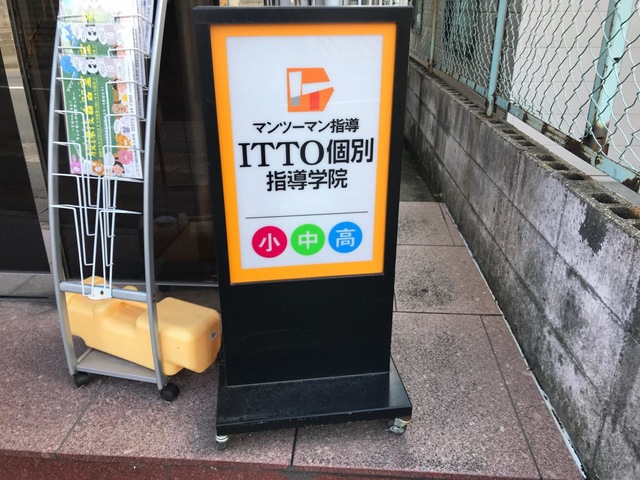 マンツーマン指導
ITTO個別
指導学院
小 中 高